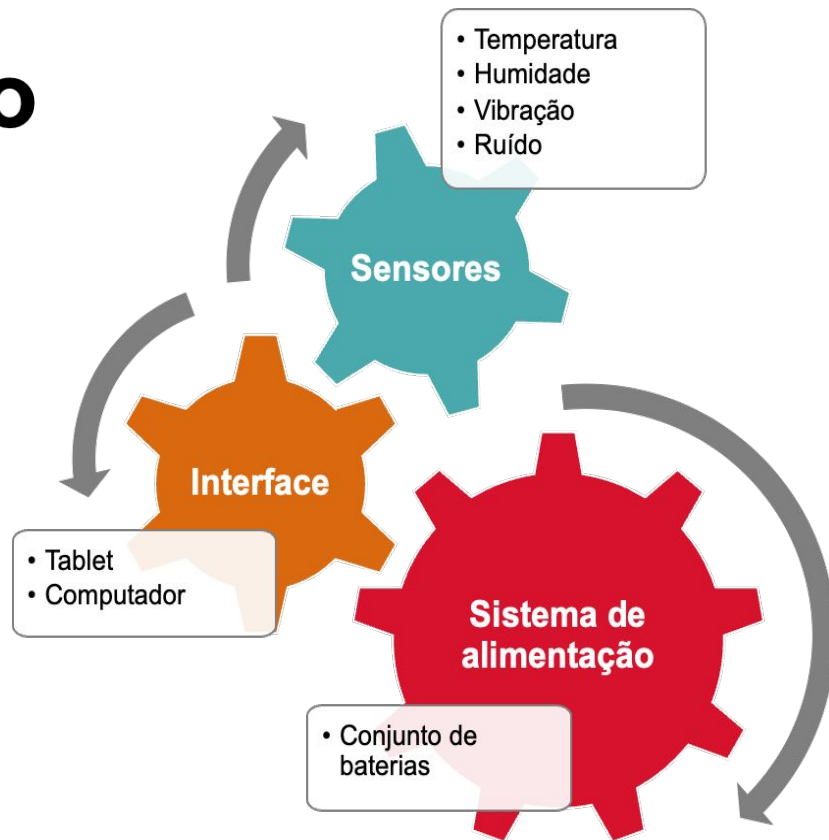 o
• Temperatura
• Humidade
• Vibração
• Ruído
Sensores
Interface
• Tablet
• Computador
Sistema de
alimentação
• Conjunto de
baterias